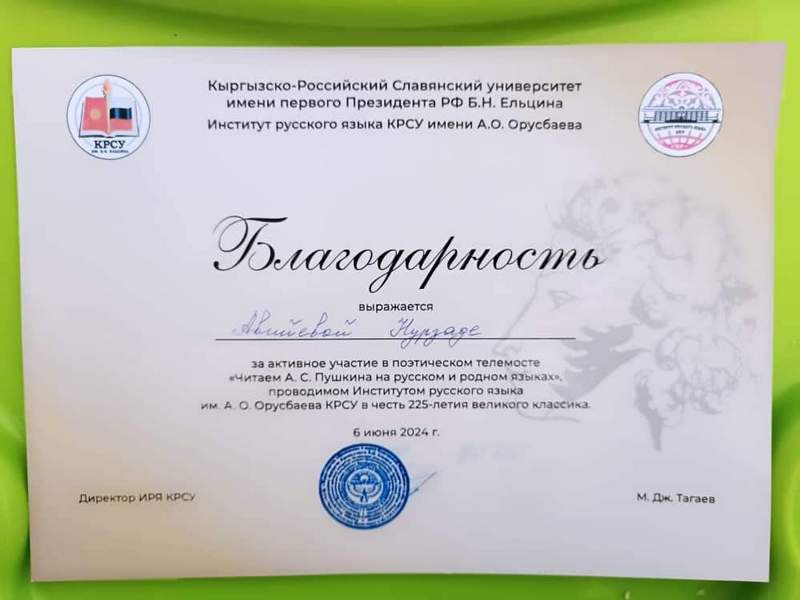 Кыргызско-Российский Славянский университет
имени первого Президента РФ Б.Н. Ельцина
Институт русского языка КРСУ имени А.О. Орусбаева
КРСУ
Благодарность
выражается
Нурзаде
за активное участие в поэтическом телемосте
«Читаем А. С. Пушкина на русском и родном языках»,
проводимом Институтом русского языка
им. А. О. Орусбаева КРСУ в честь 225-летия великого классика.
6 июня 2024 г.
Директор ИРЯ КРСУ
М. Дж. Тагаев